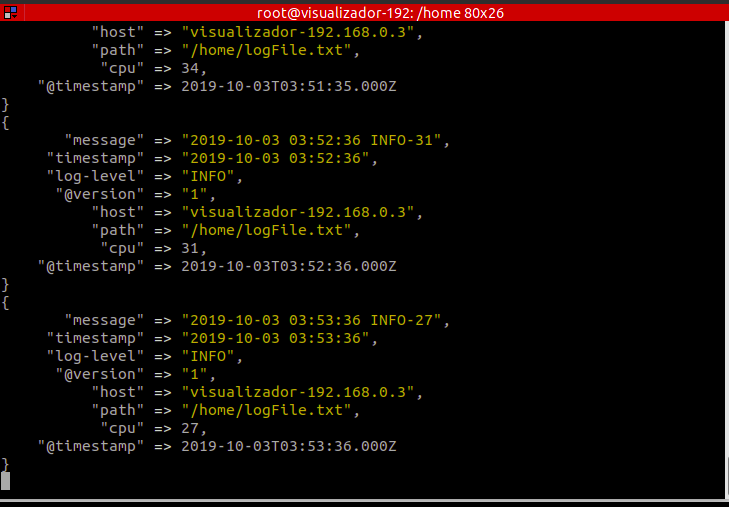 root@visualizador-192: /home 80x26
"host" => "visualizador-192.168.0.3",
"path" => "/home/logFile.txt",
"cpu" => 34,
"@timestamp" => 2019-10-03T03:51:35.000Z
}
{
"message" => "2019-10-03 03:52:36 INFO-31",
"timestamp" => "2019-10-03 03:52:36",
"log-level" => "INFO",
"@version" => "1",
"host" => "visualizador-192.168.0.3",
"path" => "/home/logFile.txt",
"cpu" => 31,
"@timestamp" => 2019-10-03T03:52:36.000Z
}
{
"message" => "2019-10-03 03:53:36 INFO-27",
"timestamp" => "2019-10-03 03:53:36",
"log-level" => "INFO",
"@version" => "1",
"host" => "visualizador-192.168.0.3",
"path" => "/home/logFile.txt",
"cpu" => 27,
"@timestamp" => 2019-10-03T03:53:36.000Z
}